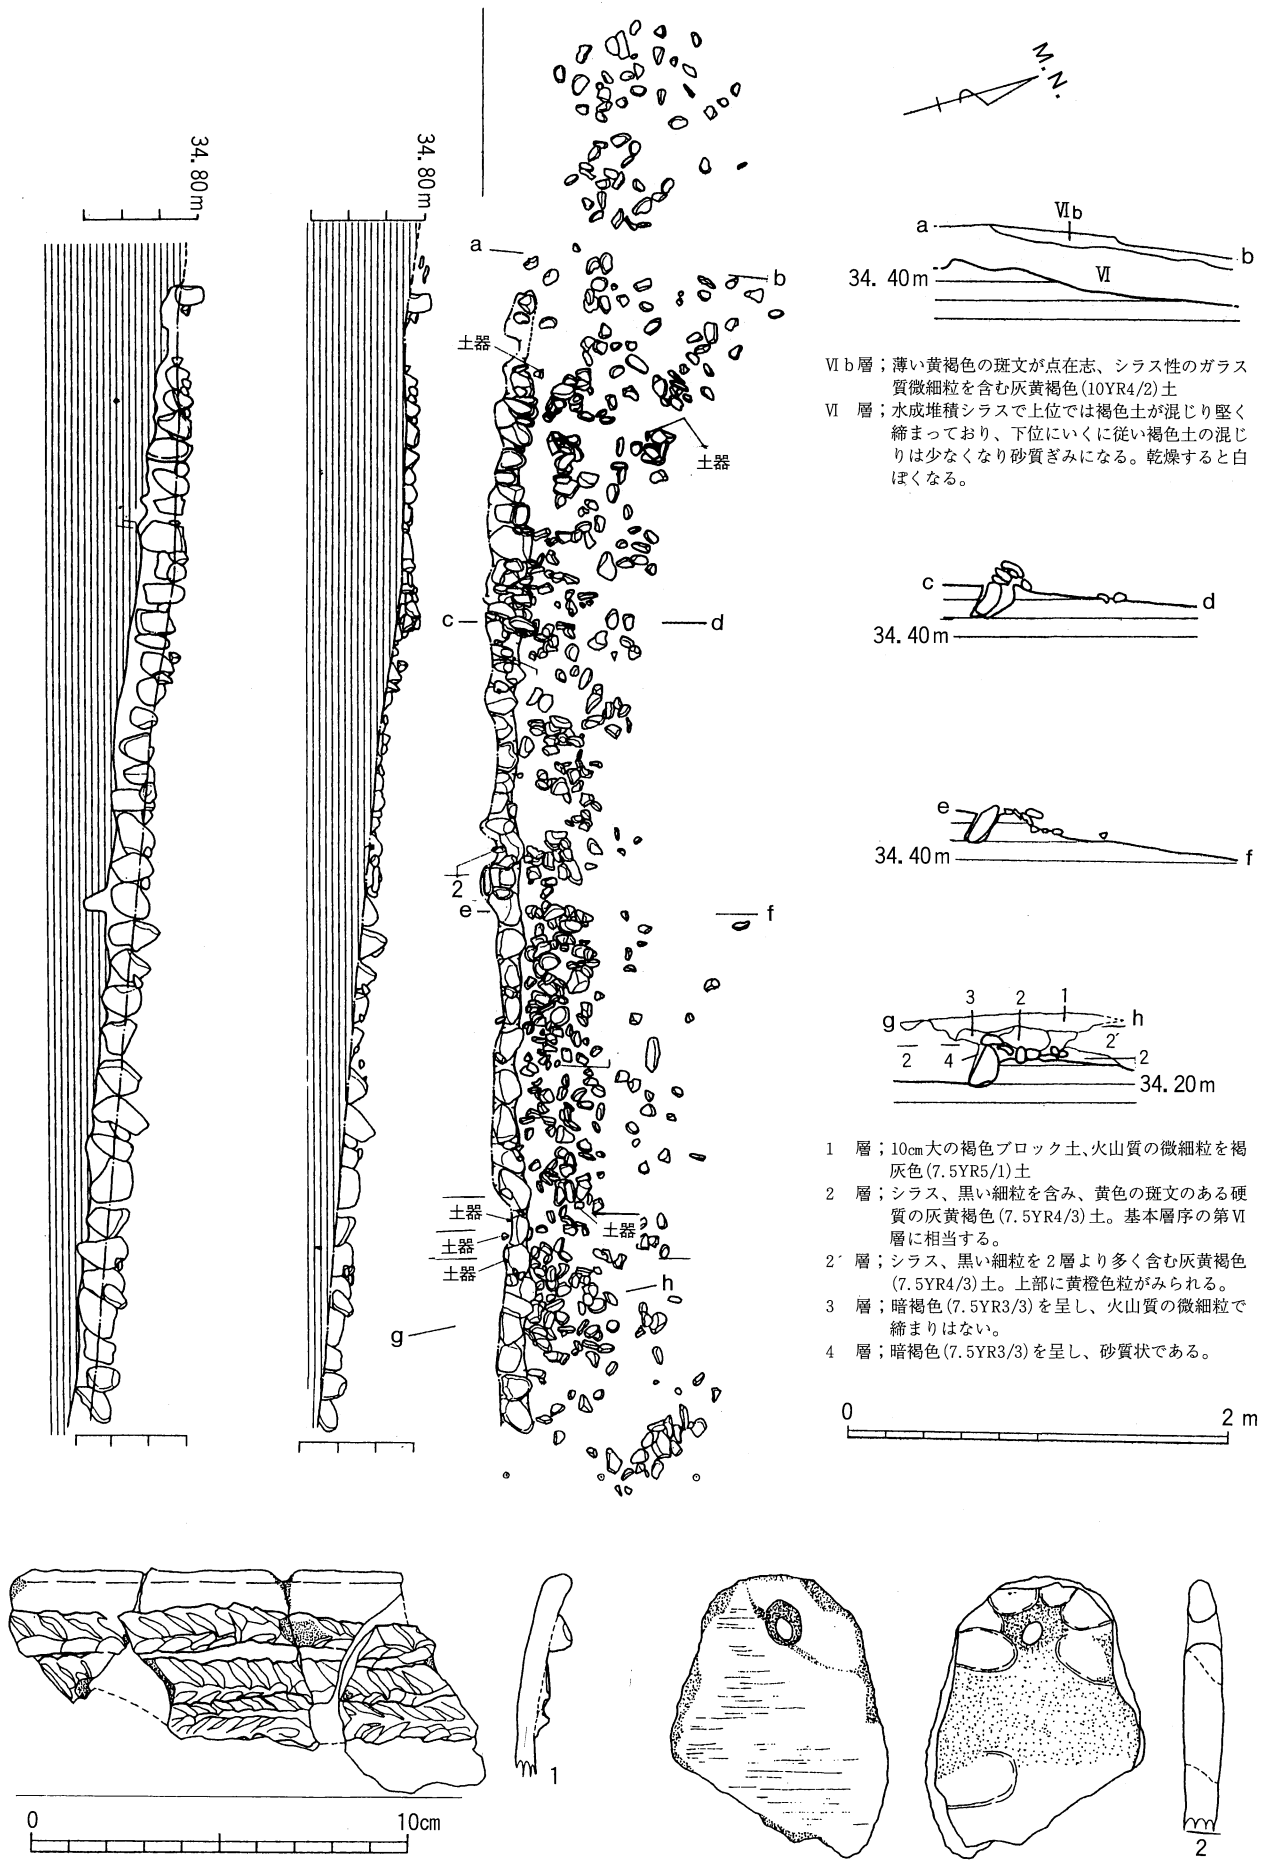 M.N.
34.80m
34.80m
a
b
土器
土器
c
d
2
e
f
土器
土器
土器
土器
h
g
a
Ⅵb
b
34.40m
Ⅵ
Ⅵb層；薄い黄褐色の斑文が点在志、シラス性のガラス
質微細粒を含む灰黄褐色(10YR4/2)土
Ⅵ 層；水成堆積シラスで上位では褐色土が混じり堅く
締まっており、下位にいくに従い褐色土の混じ
りは少なくなり砂質ぎみになる。乾燥すると白
ぽくなる。
c
d
34.40m
e
34.40m
f
3 2 1
g
h
2 4 2´
2
34.20m
1 層；10㎝大の褐色ブロック土、火山質の微細粒を褐
灰色(7.5YR5/1)土
2 層；シラス、黒い細粒を含み、黄色の斑文のある硬
質の灰黄褐色(7.5YR4/3)土。基本層序の第Ⅵ
層に相当する。
2´ 層；シラス、黒い細粒を2層より多く含む灰黄褐色
(7.5YR4/3)土。上部に黄橙色粒がみられる。
3 層；暗褐色(7.5YR3/3)を呈し、火山質の微細粒で
締まりはない。
4 層；暗褐色(7.5YR3/3)を呈し、砂質状である。
0 2m
1
2
0 10cm